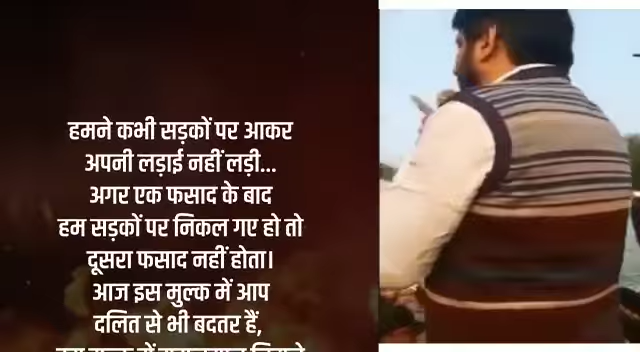 हमने कभी सड़कों पर आकर
अपनी लड़ाई नहीं लड़ी...
अगर एक फसाद के बाद
हम सड़कों पर निकल गए हो तो
दूसरा फसाद नहीं होता।
आज इस मुल्क में आप
दलित से भी बदतर हैं,